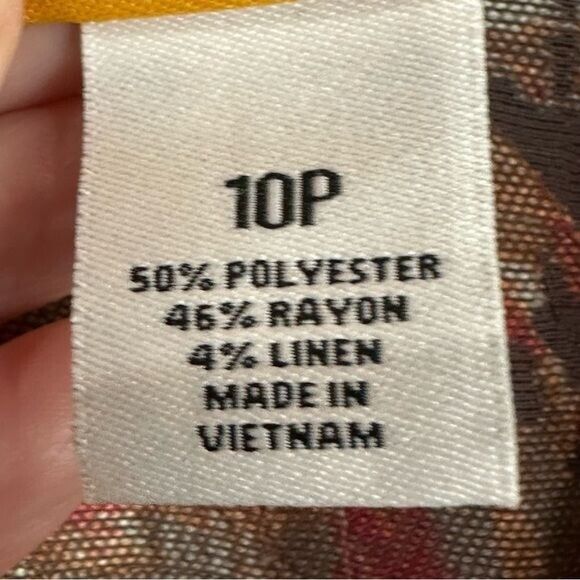 10P
50% POLYESTER
46% RAYON
4% LINEN
MADE IN
VIETNAM